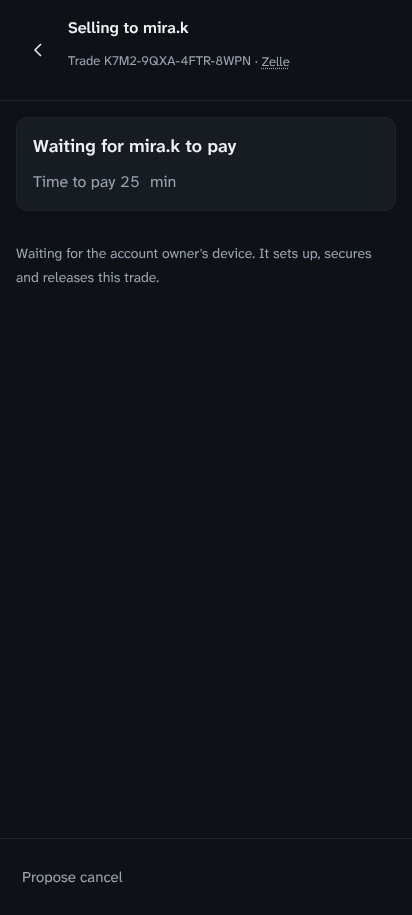 Selling to mira.k
Trade K7M2-9QXA-4FTR-8WPN · Zelle
Waiting for mira.k to pay
Time to pay 25 min
Waiting for the account owner's device. It sets up, secures
and releases this trade.
Propose cancel